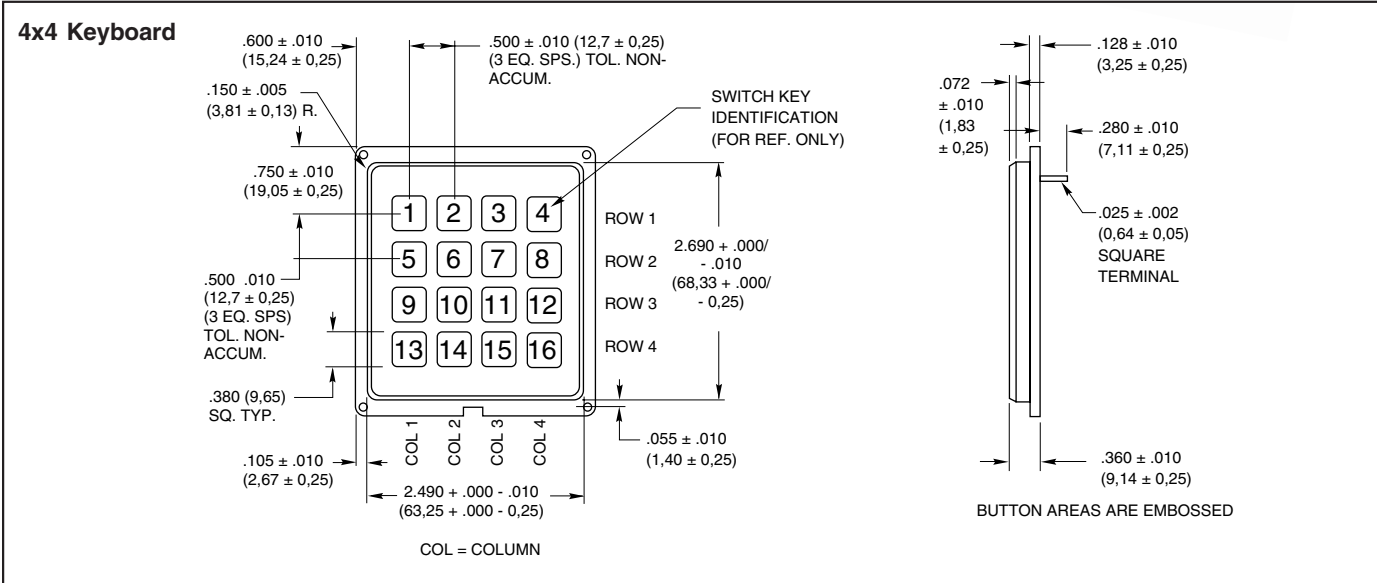 4x4 Keyboard
.600 ± .010
(15,24 ± 0,25)
.500 ± .010 (12,7 ± 0,25)
(3 EQ. SPS.) TOL. NON-
ACCUM.
.150 ± .005
(3,81 ± 0,13) R.
SWITCH KEY
IDENTIFICATION
(FOR REF. ONLY)
.750 ± .010
(19,05 ± 0,25)
1 2 3 4
ROW 1
5 6 7 8
ROW 2
9 10 11 12
ROW 3
13 14 15 16
ROW 4
2.690 + .000/
- .010
(68,33 + .000/
- 0,25)
.500 .010
(12,7 ± 0,25)
(3 EQ. SPS)
TOL. NON-
ACCUM.
.380 (9,65)
SQ. TYP.
COL 1
COL 2
COL 3
COL 4
.055 ± .010
(1,40 ± 0,25)
.105 ± .010
(2,67 ± 0,25)
2.490 + .000 - .010
(63,25 + .000 - 0,25)
COL = COLUMN
.128 ± .010
(3,25 ± 0,25)
.072
± .010
(1,83
± 0,25)
.280 ± .010
(7,11 ± 0,25)
.025 ± .002
(0,64 ± 0,05)
SQUARE
TERMINAL
.360 ± .010
(9,14 ± 0,25)
BUTTON AREAS ARE EMBOSSED